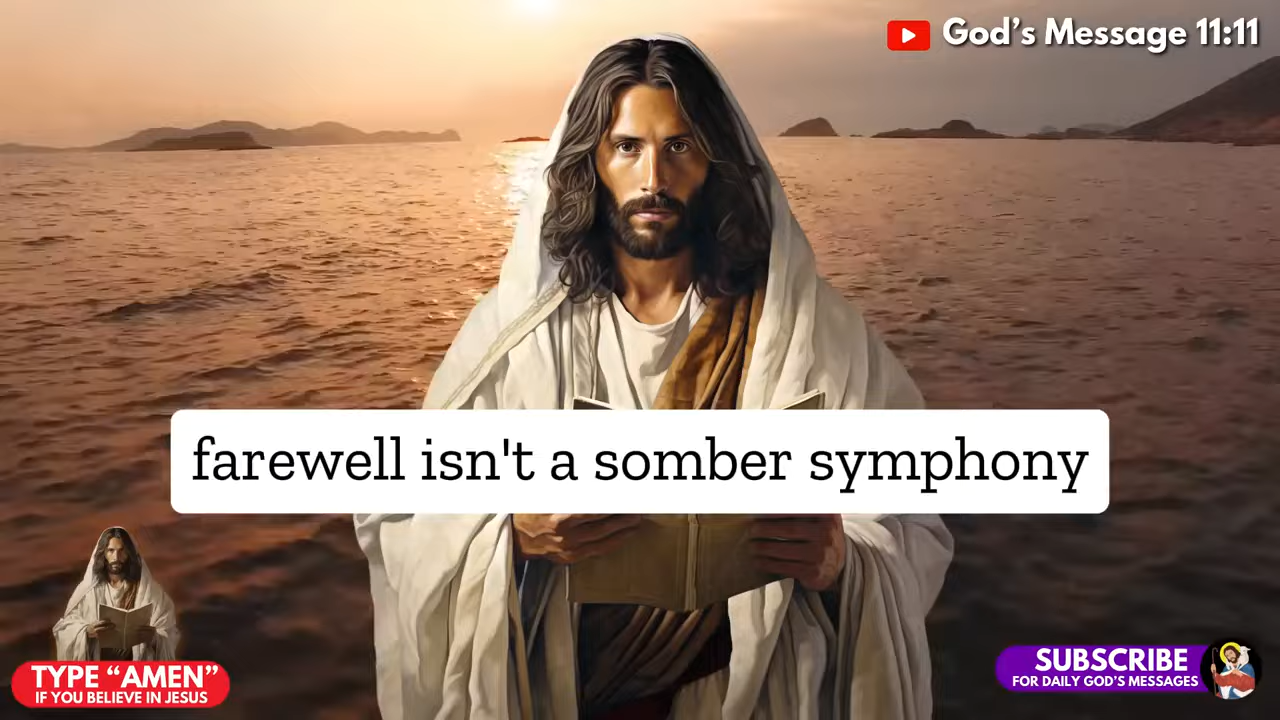 God’s Message 11:11
farewell isn't a somber symphony
TYPE “AMEN”
IF YOU BELIEVE IN JESUS
SUBSCRIBE
FOR DAILY GOD’S MESSAGES